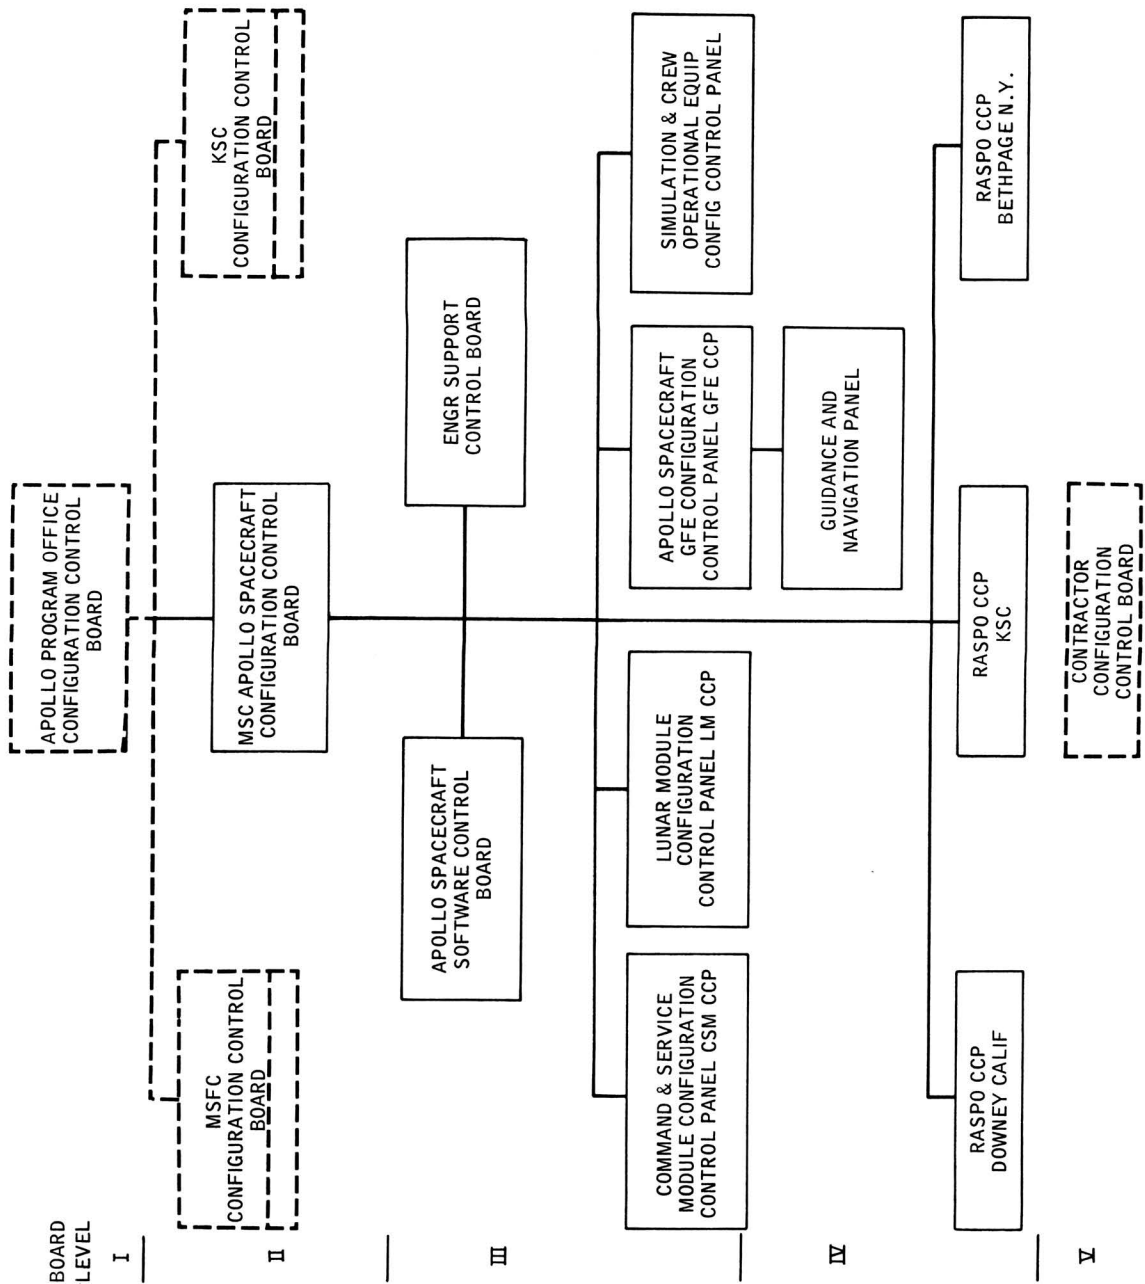 BOARD
LEVEL
I
APOLLO PROGRAM OFFICE
CONFIGURATION CONTROL
BOARD
II
MSFC
CONFIGURATION CONTROL
BOARD
MSC APOLLO SPACECRAFT
CONFIGURATION CONTROL
BOARD
KSC
CONFIGURATION CONTROL
BOARD
III
APOLLO SPACECRAFT
SOFTWARE CONTROL
BOARD
ENGR SUPPORT
CONTROL BOARD
COMMAND & SERVICE
MODULE CONFIGURATION
CONTROL PANEL CSM CCP
LUNAR MODULE
CONFIGURATION
CONTROL PANEL LM CCP
APOLLO SPACECRAFT
GFE CONFIGURATION
CONTROL PANEL GFE CCP
SIMULATION & CREW
OPERATIONAL EQUIP
CONFIG CONTROL PANEL
IV
GUIDANCE AND
NAVIGATION PANEL
RASPO CCP
DOWNEY CALIF
RASPO CCP
KSC
RASPO CCP
BETHPAGE N.Y.
V
CONTRACTOR
CONFIGURATION
CONTROL BOARD